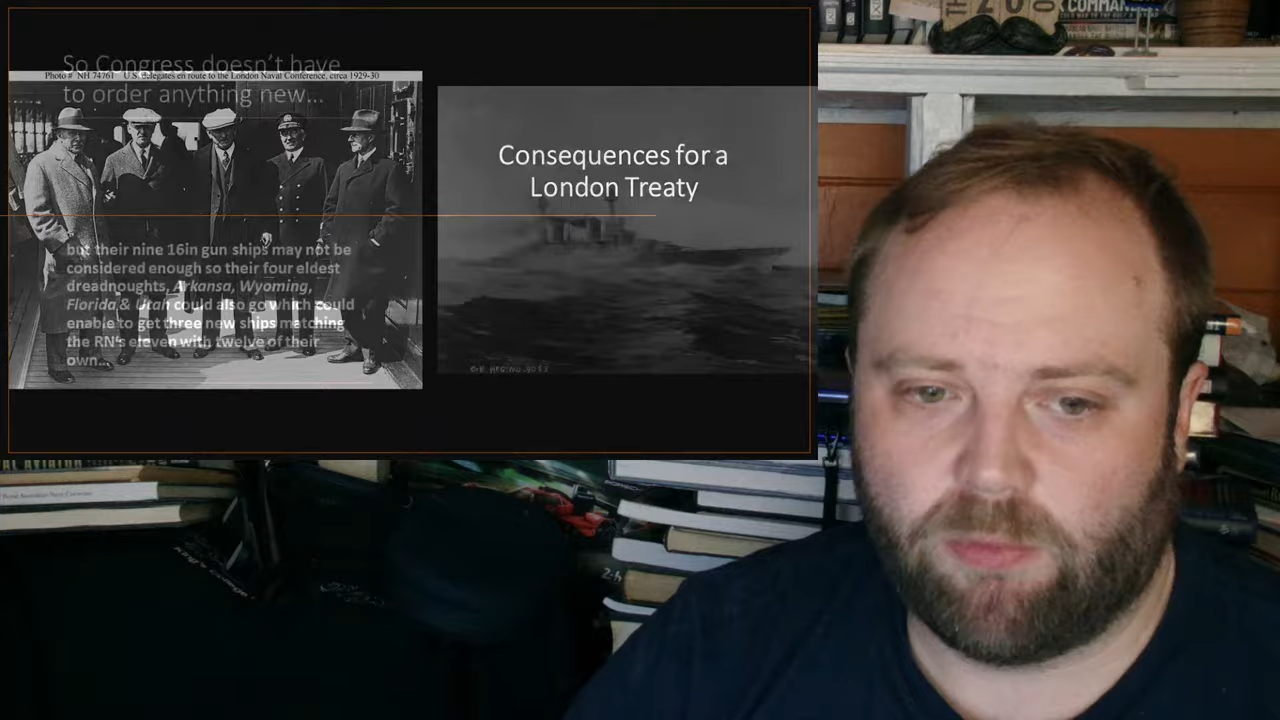 So Congress doesn't have
to order anything new...
Photo # NH 74761 U.S. delegates en route to the London Naval Conference, circa 1929-30
but their nine 16in gun ships may not be
considered enough so their four eldest
dreadnoughts, Arkansas, Wyoming,
Florida & Utah could also go which could
enable to get three new ships matching
the RN's eleven with twelve of their
own...
Consequences for a
London Treaty
COMMANDER
20